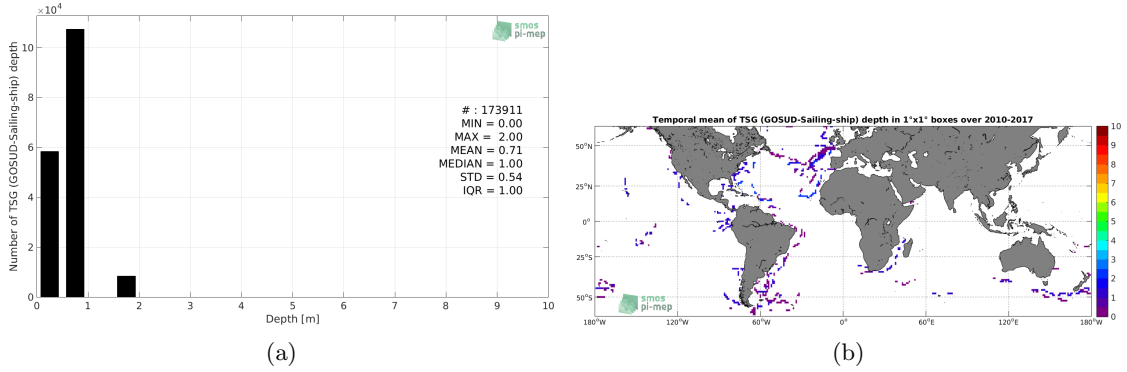 ×10⁴
smos
pi-mep
Number of TSG (GOSUD-Sailing-ship) depth
10
8
6
4
2
0
# : 173911
MIN = 0.00
MAX = 2.00
MEAN = 0.71
MEDIAN = 1.00
STD = 0.54
IQR = 1.00
0 1 2 3 4 5 6 7 8 9 10
Depth [m]
(a)
Temporal mean of TSG (GOSUD-Sailing-ship) depth in 1°x1° boxes over 2010-2017
50°N
25°N
0°
25°S
50°S
smos
pi-mep
180°W 120°W 60°W 0° 60°E 120°E 180°W
10
9
8
7
6
5
4
3
2
1
0
(b)